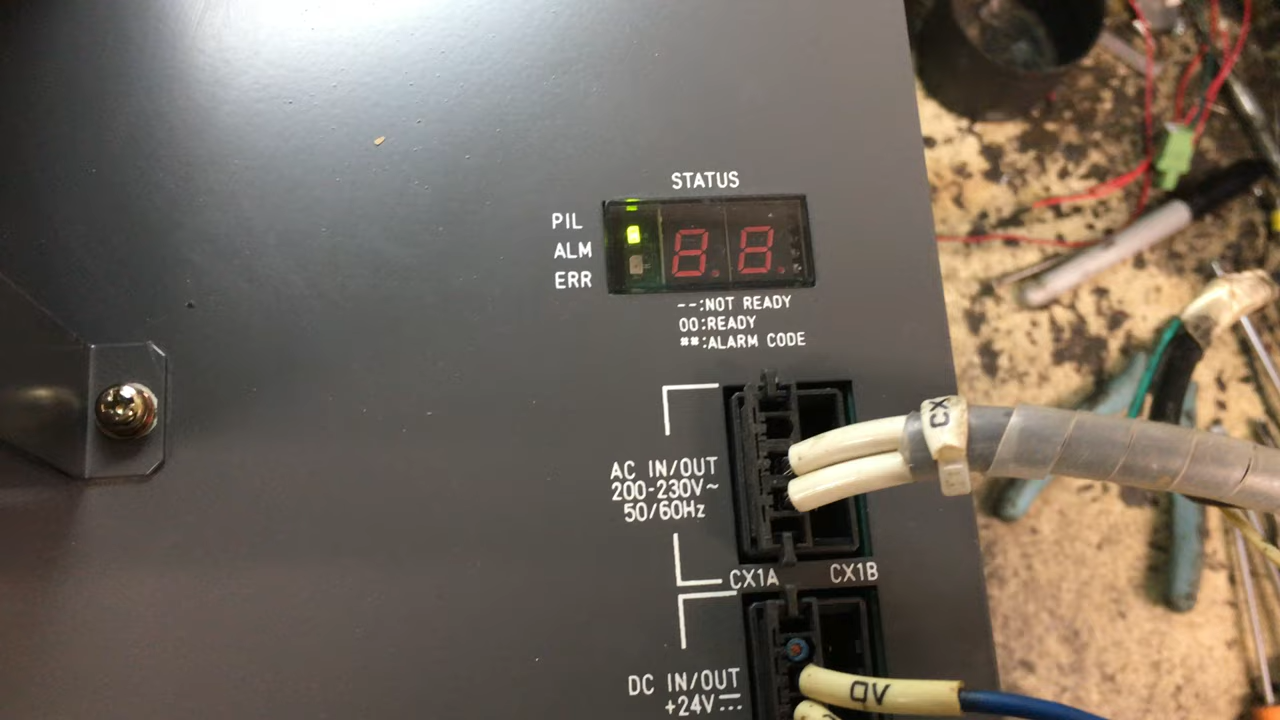 STATUS
PIL
ALM
ERR
8.8.
--:NOT READY
00:READY
**:ALARM CODE
AC IN/OUT
200-230V~
50/60Hz
CX
CX1A
CX1B
DC IN/OUT
+24V
0V